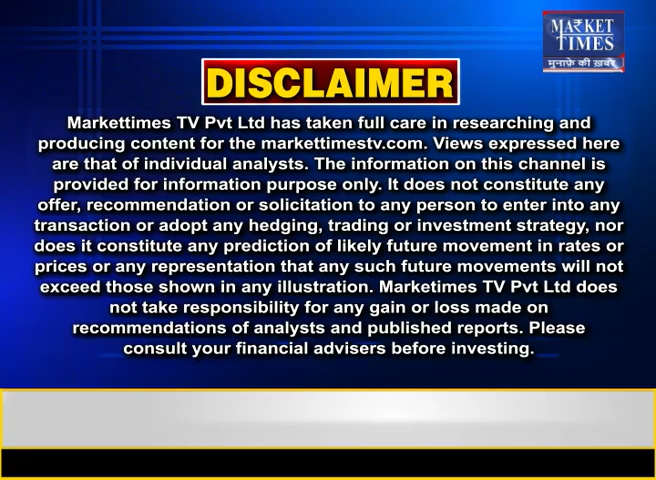 MARKET
TIMES
मुनाफ़े की ख़बर
DISCLAIMER
Markettimes TV Pvt Ltd has taken full care in researching and
producing content for the markettimestv.com. Views expressed here
are that of individual analysts. The information on this channel is
provided for information purpose only. It does not constitute any
offer, recommendation or solicitation to any person to enter into any
transaction or adopt any hedging, trading or investment strategy, nor
does it constitute any prediction of likely future movement in rates or
prices or any representation that any such future movements will not
exceed those shown in any illustration. Marketimes TV Pvt Ltd does
not take responsibility for any gain or loss made on
recommendations of analysts and published reports. Please
consult your financial advisers before investing.